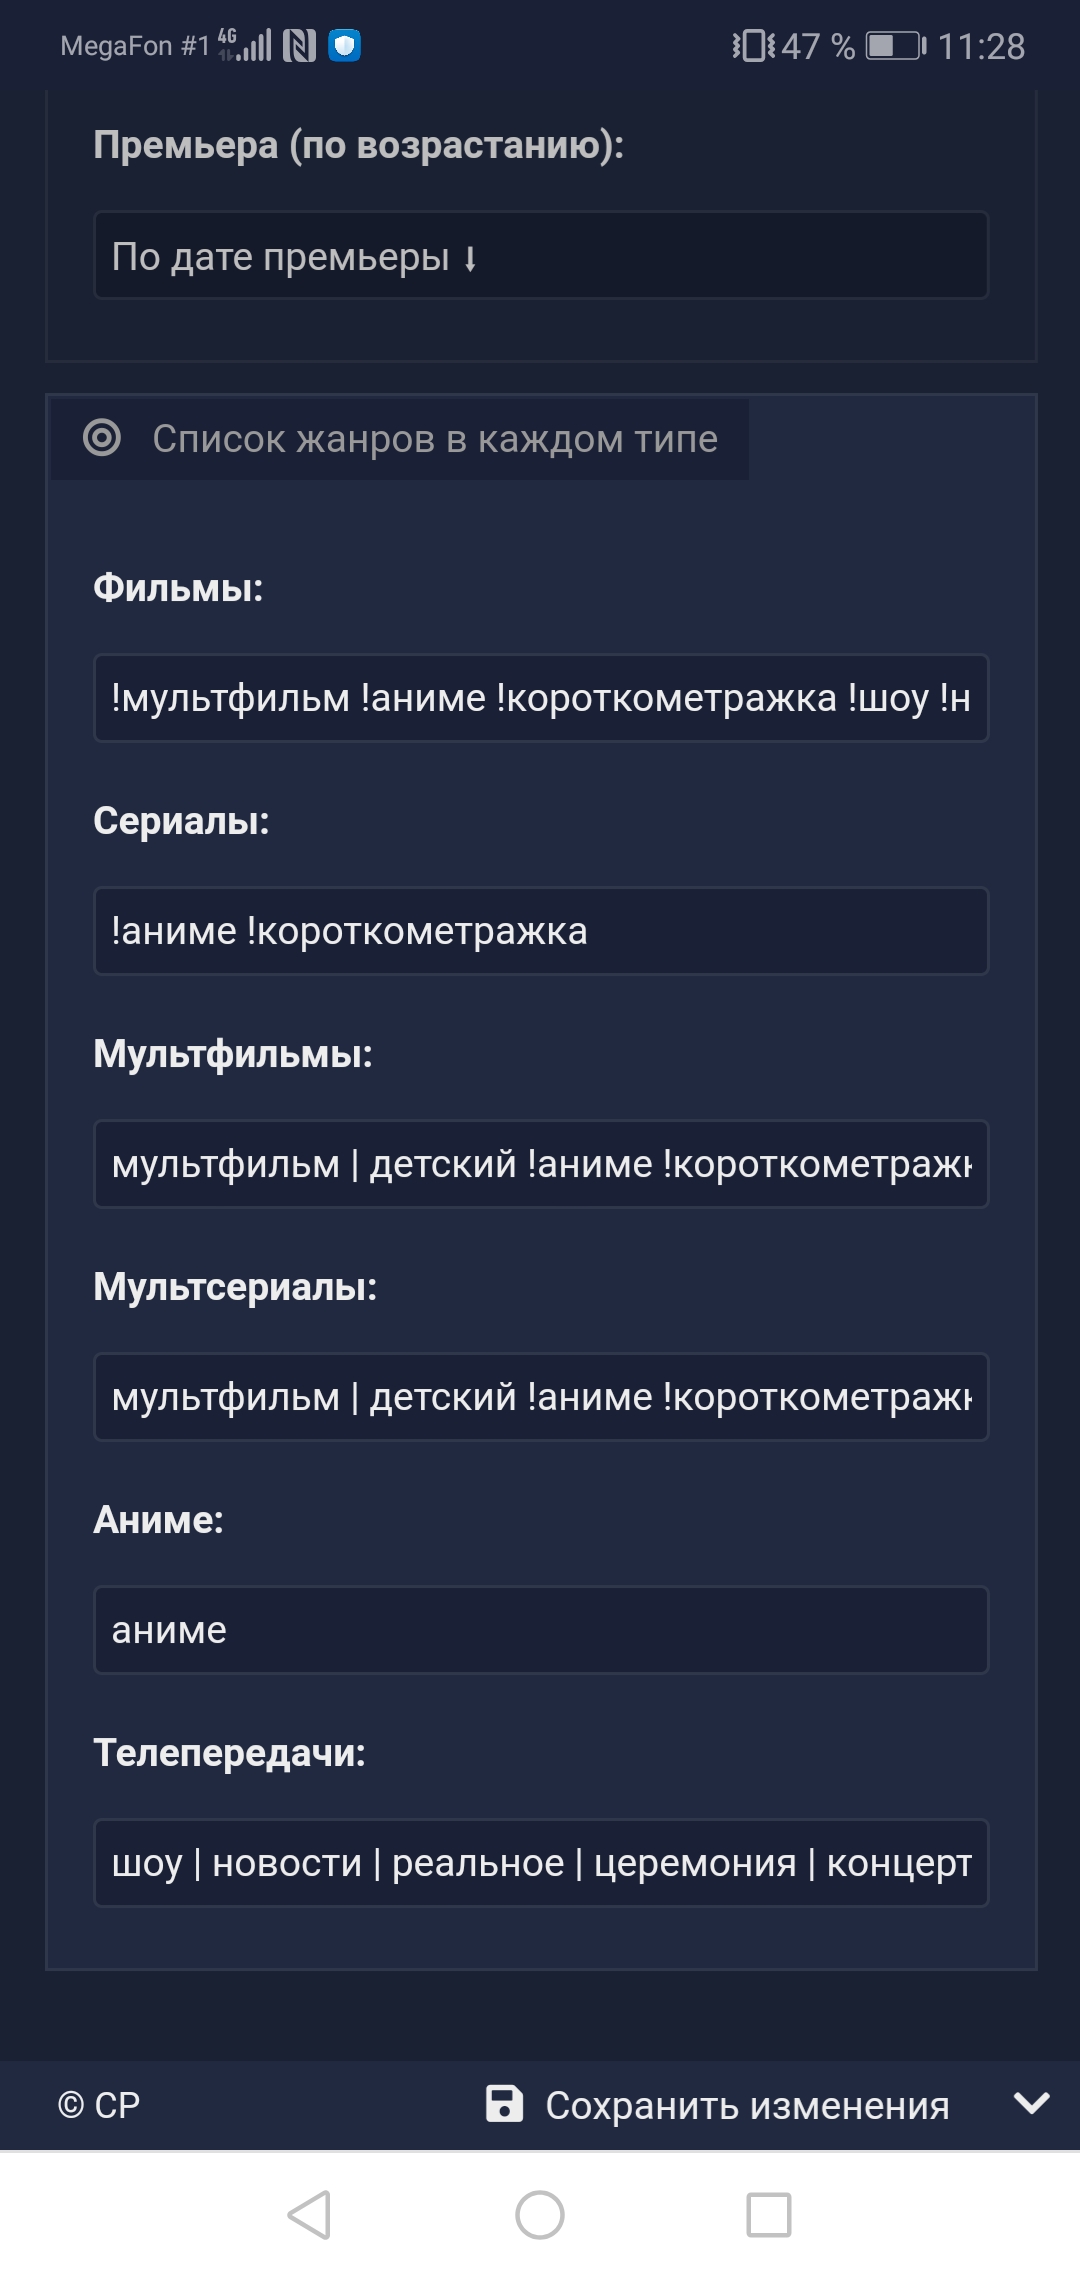 MegaFon #1 4G 47 % 11:28
Премьера (по возрастанию):
По дате премьеры ↓
Список жанров в каждом типе
Фильмы:
!мультфильм !аниме !короткометражка !шоу !н
Сериалы:
!аниме !короткометражка
Мультфильмы:
мультфильм | детский !аниме !короткометраж
Мультсериалы:
мультфильм | детский !аниме !короткометраж
Аниме:
аниме
Телепередачи:
шоу | новости | реальное | церемония | концерт
© CP Сохранить изменения